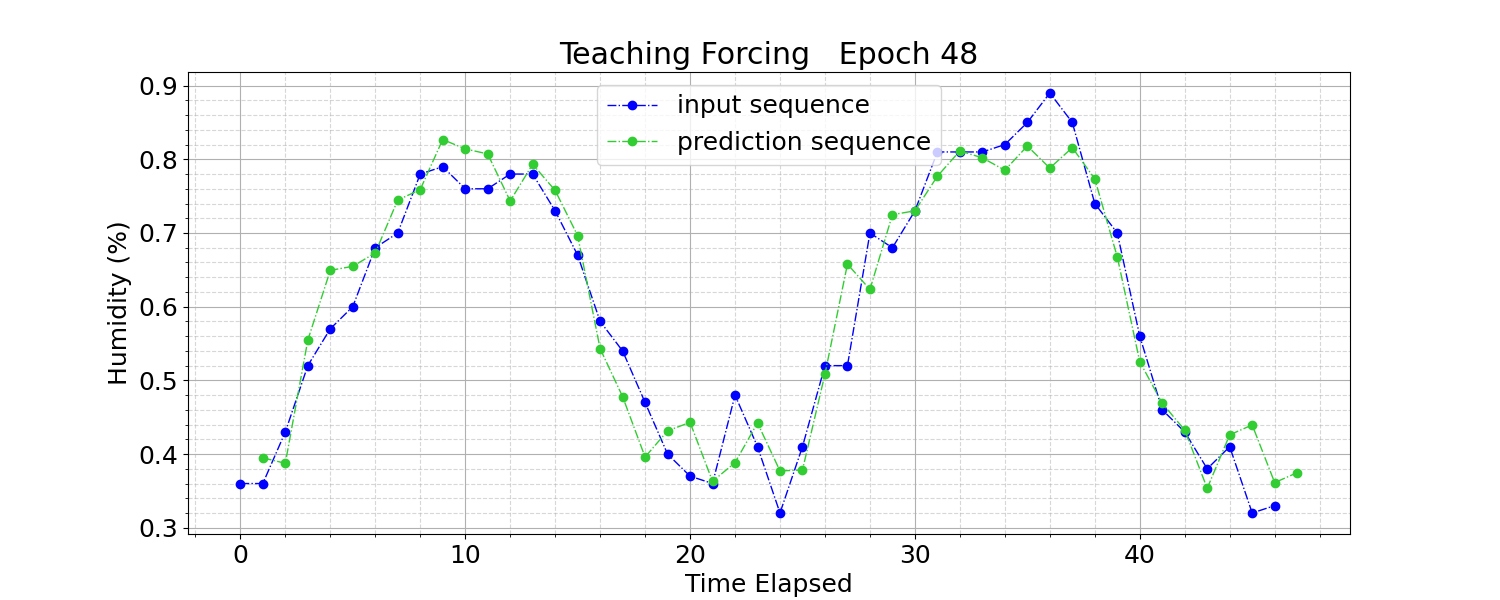 Teaching Forcing   Epoch 48
input sequence
prediction sequence
Humidity (%)
0.9
0.8
0.7
0.6
0.5
0.4
0.3
0 10 20 30 40
Time Elapsed